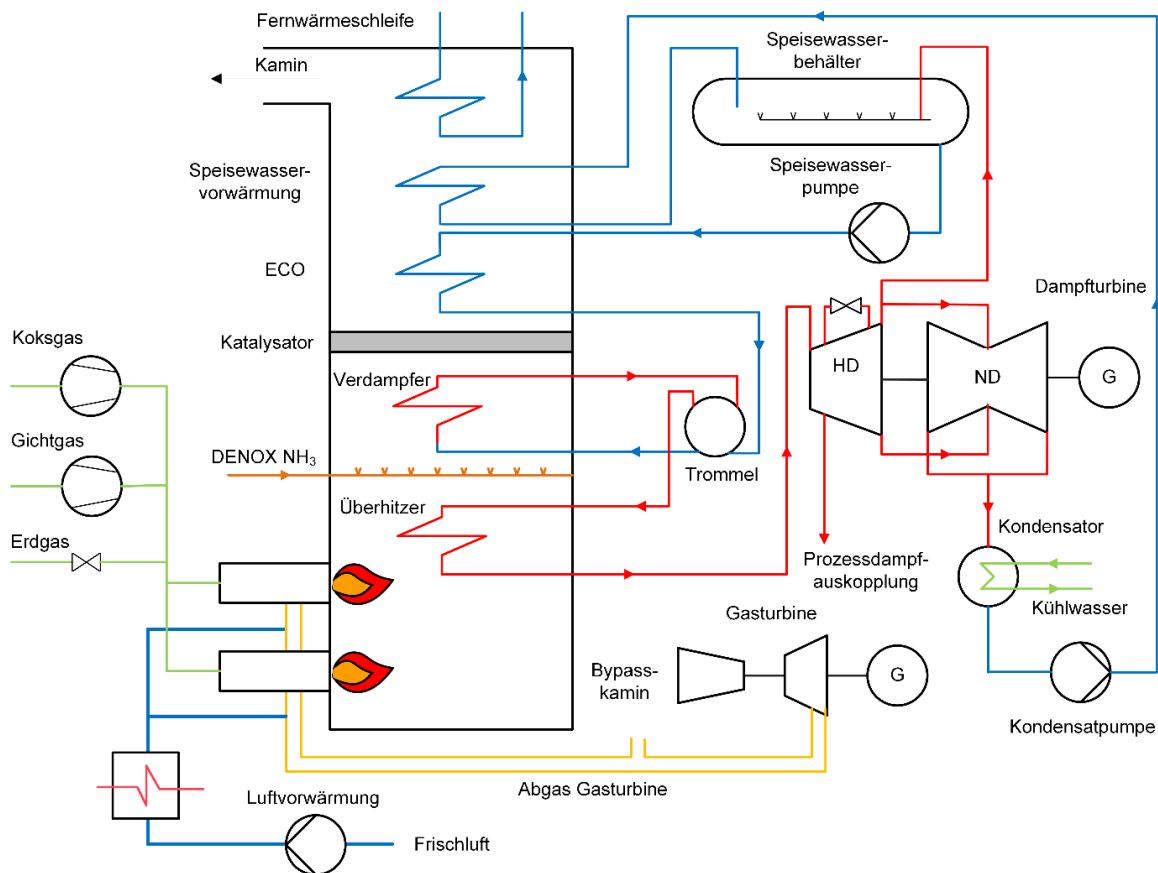 Fernwärmeschleife
Kamin
Speisewasser-
behälter
Speisewasser-
vorwärmung
Speisewasser-
pumpe
ECO
Dampfturbine
Koksgas
Katalysator
HD
ND
G
Verdampfer
Gichtgas
DENOX NH₃
Trommel
Überhitzer
Kondensator
Erdgas
Prozessdampf-
auskopplung
Kühlwasser
Gasturbine
Bypass-
kamin
G
Kondensatpumpe
Abgas Gasturbine
Luftvorwärmung
Frischluft